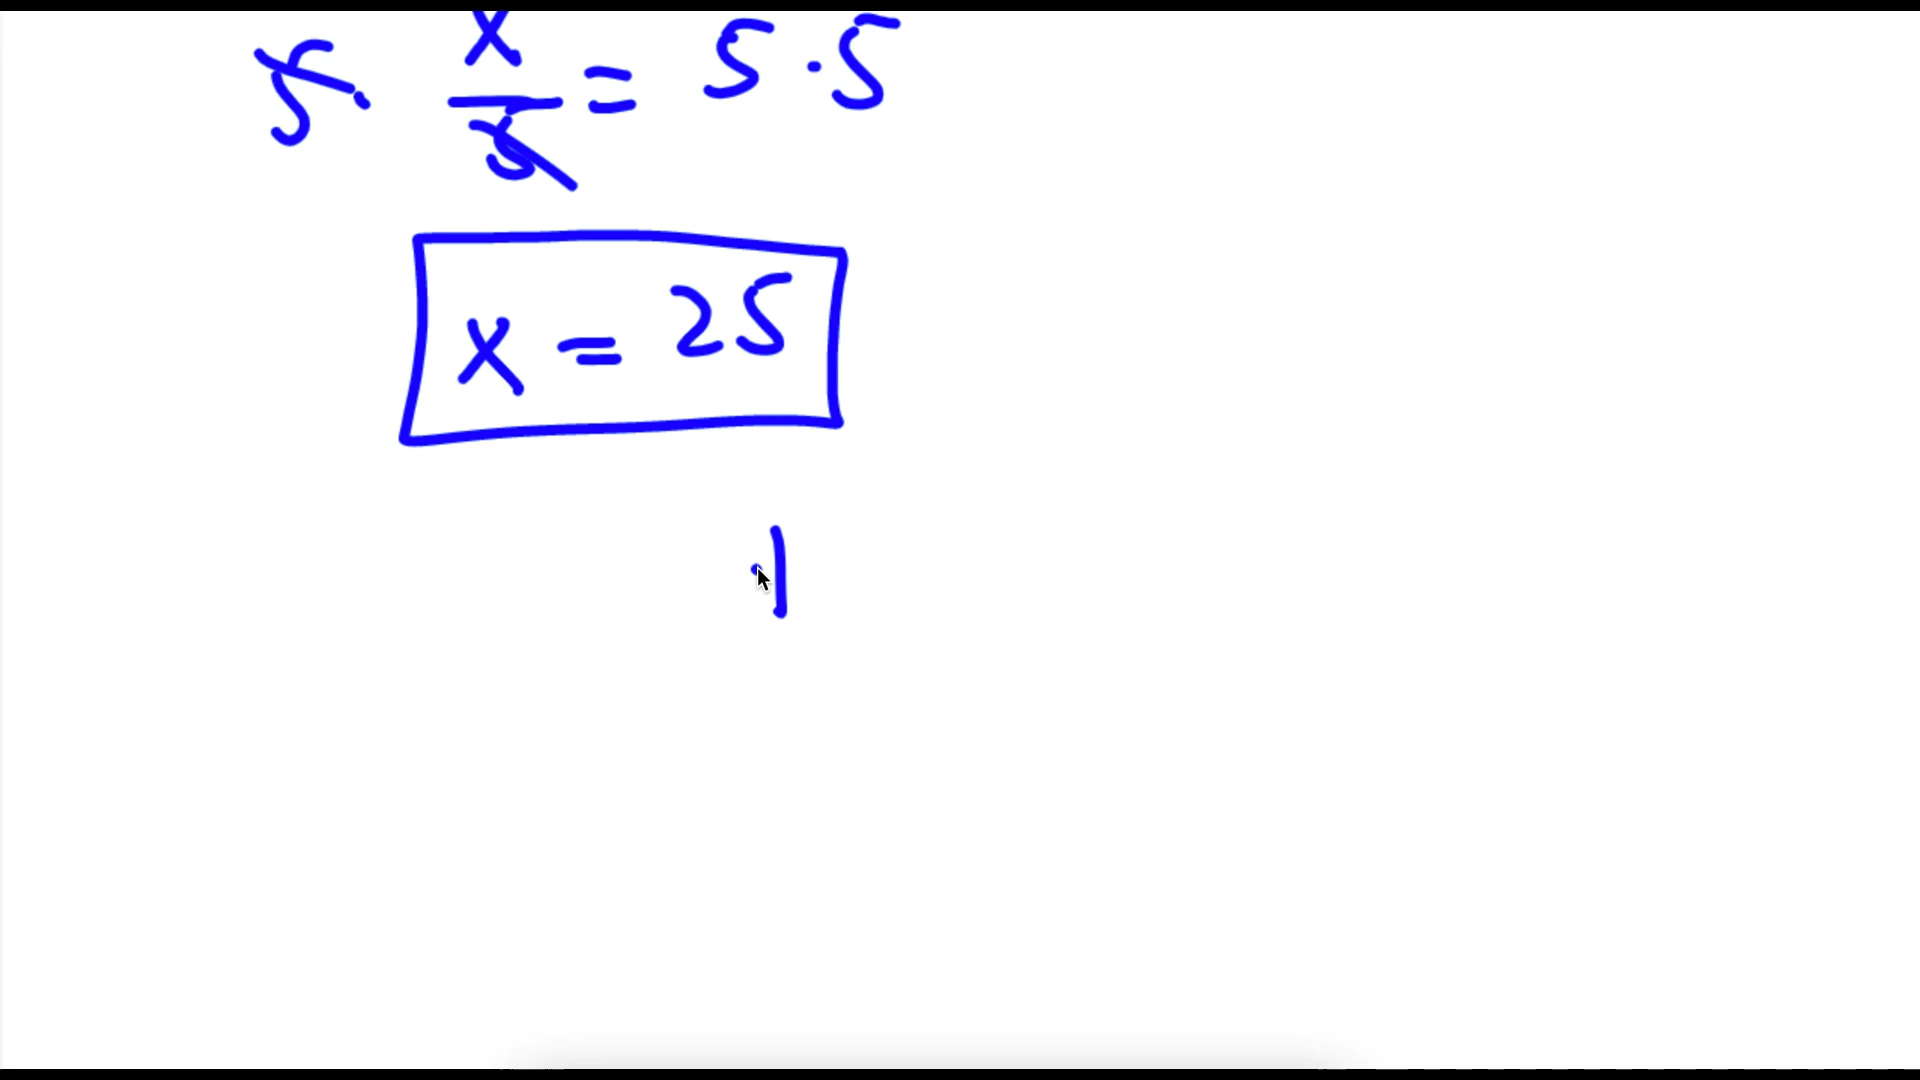 5 · x/5 = 5 · 5
x = 25